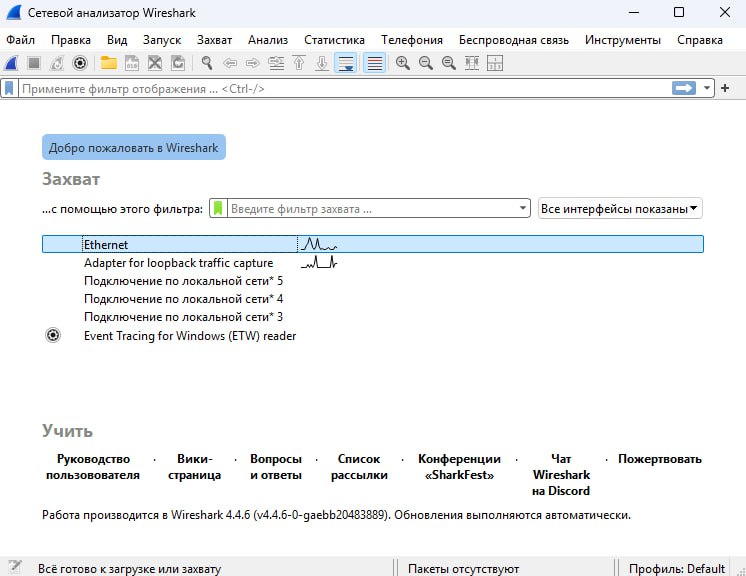 Сетевой анализатор Wireshark
Файл Правка Вид Запуск Захват Анализ Статистика Телефония Беспроводная связь Инструменты Справка
Примените фильтр отображения ... <Ctrl-/>
Добро пожаловать в Wireshark
Захват
...с помощью этого фильтра: Введите фильтр захвата ... Все интерфейсы показаны
Ethernet
Adapter for loopback traffic capture
Подключение по локальной сети* 5
Подключение по локальной сети* 4
Подключение по локальной сети* 3
Event Tracing for Windows (ETW) reader
Учить
Руководство пользовователя · Вики-страница · Вопросы и ответы · Список рассылки · Конференции «SharkFest» · Чат Wireshark на Discord · Пожертвовать
Работа производится в Wireshark 4.4.6 (v4.4.6-0-gaebb20483889). Обновления выполняются автоматически.
Всё готово к загрузке или захвату Пакеты отсутствуют Профиль: Default